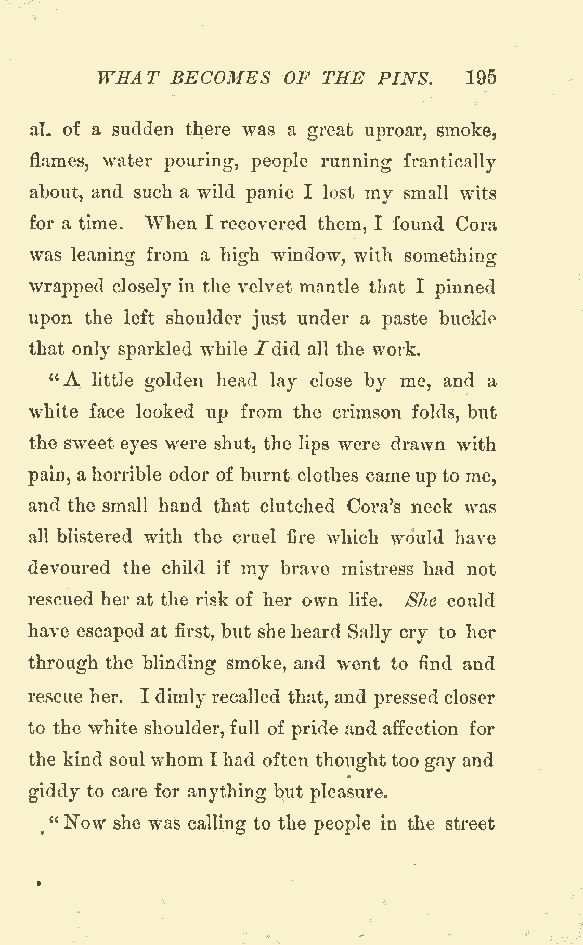 WHAT BECOMES OF THE PINS. 195
al. of a sudden there was a great uproar, smoke,
flames, water pouring, people running frantically
about, and such a wild panic I lost my small wits
for a time. When I recovered them, I found Cora
was leaning from a high window, with something
wrapped closely in the velvet mantle that I pinned
upon the left shoulder just under a paste buckle
that only sparkled while I did all the work.
"A little golden head lay close by me, and a
white face looked up from the crimson folds, but
the sweet eyes were shut, the lips were drawn with
pain, a horrible odor of burnt clothes came up to me,
and the small hand that clutched Cora's neck was
all blistered with the cruel fire which would have
devoured the child if my brave mistress had not
rescued her at the risk of her own life. She could
have escaped at first, but she heard Sally cry to her
through the blinding smoke, and went to find and
rescue her. I dimly recalled that, and pressed closer
to the white shoulder, full of pride and affection for
the kind soul whom I had often thought too gay and
giddy to care for anything but pleasure.
"Now she was calling to the people in the street